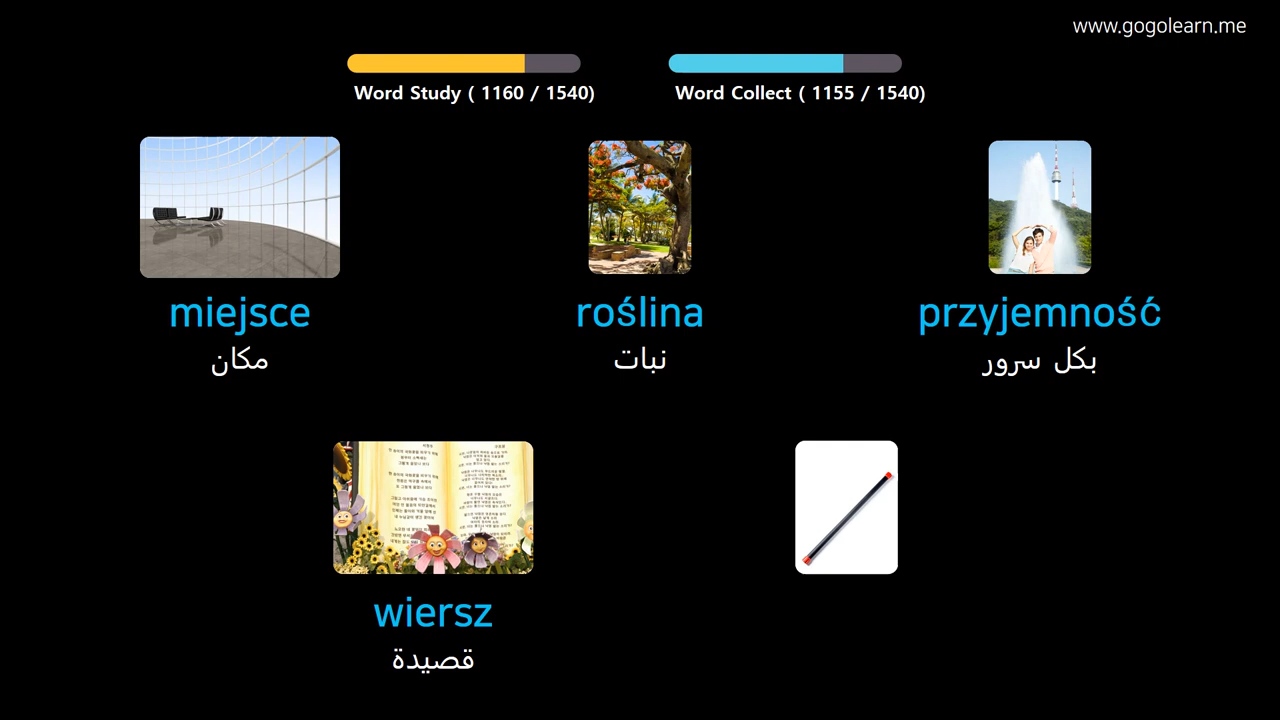 www.gogolearn.me
Word Study ( 1160 / 1540)
Word Collect ( 1155 / 1540)
miejsce
مكان
roślina
نبات
przyjemność
بكل سرور
wiersz
قصيدة